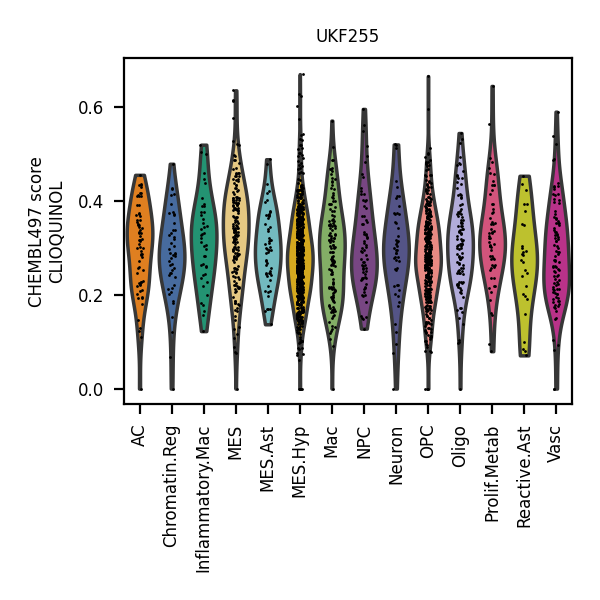 UKF255
CHEMBL497 score
CLIOQUINOL
0.6
0.4
0.2
0.0
AC
Chromatin.Reg
Inflammatory.Mac
MES
MES.Ast
MES.Hyp
Mac
NPC
Neuron
OPC
Oligo
Prolif.Metab
Reactive.Ast
Vasc